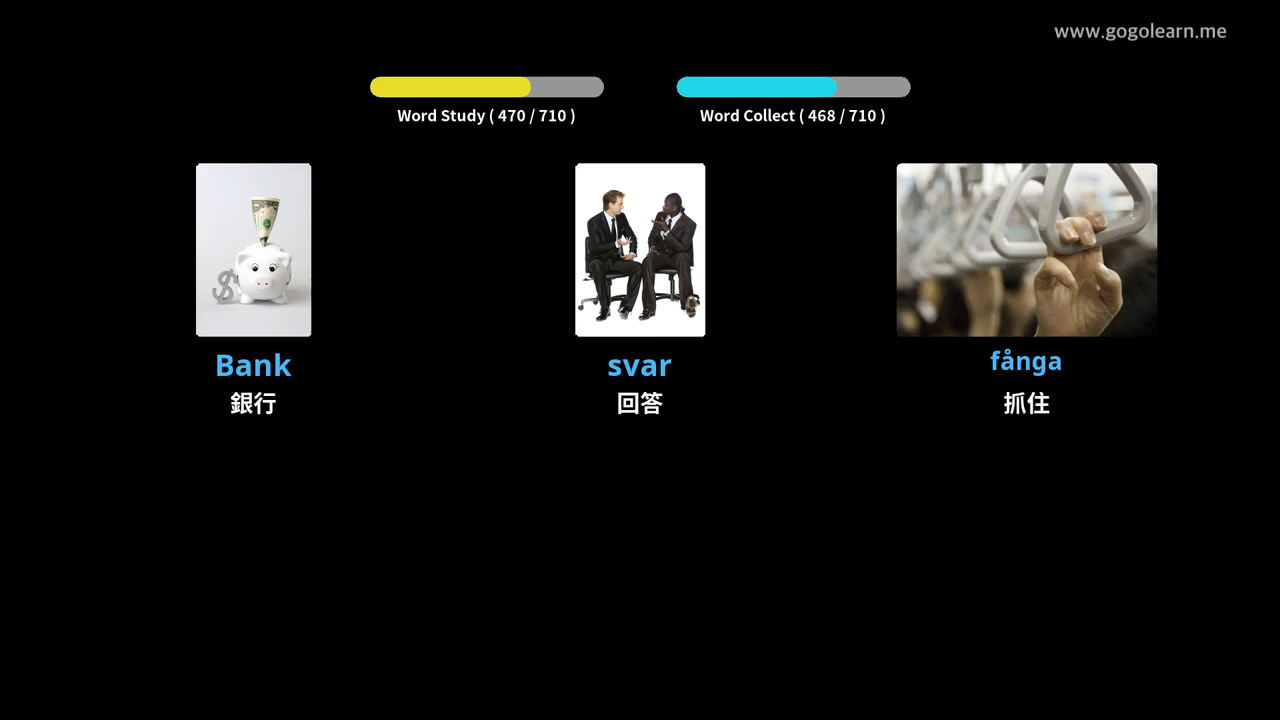 www.gogolearn.me
Word Study ( 470 / 710 )
Word Collect ( 468 / 710 )
Bank
svar
fånga
銀行
回答
抓住